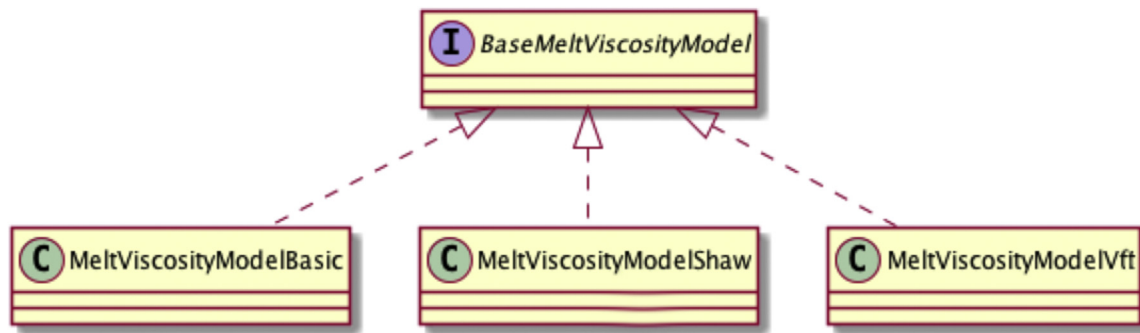 I BaseMeltViscosityModel
C MeltViscosityModelBasic
C MeltViscosityModelShaw
C MeltViscosityModelVft